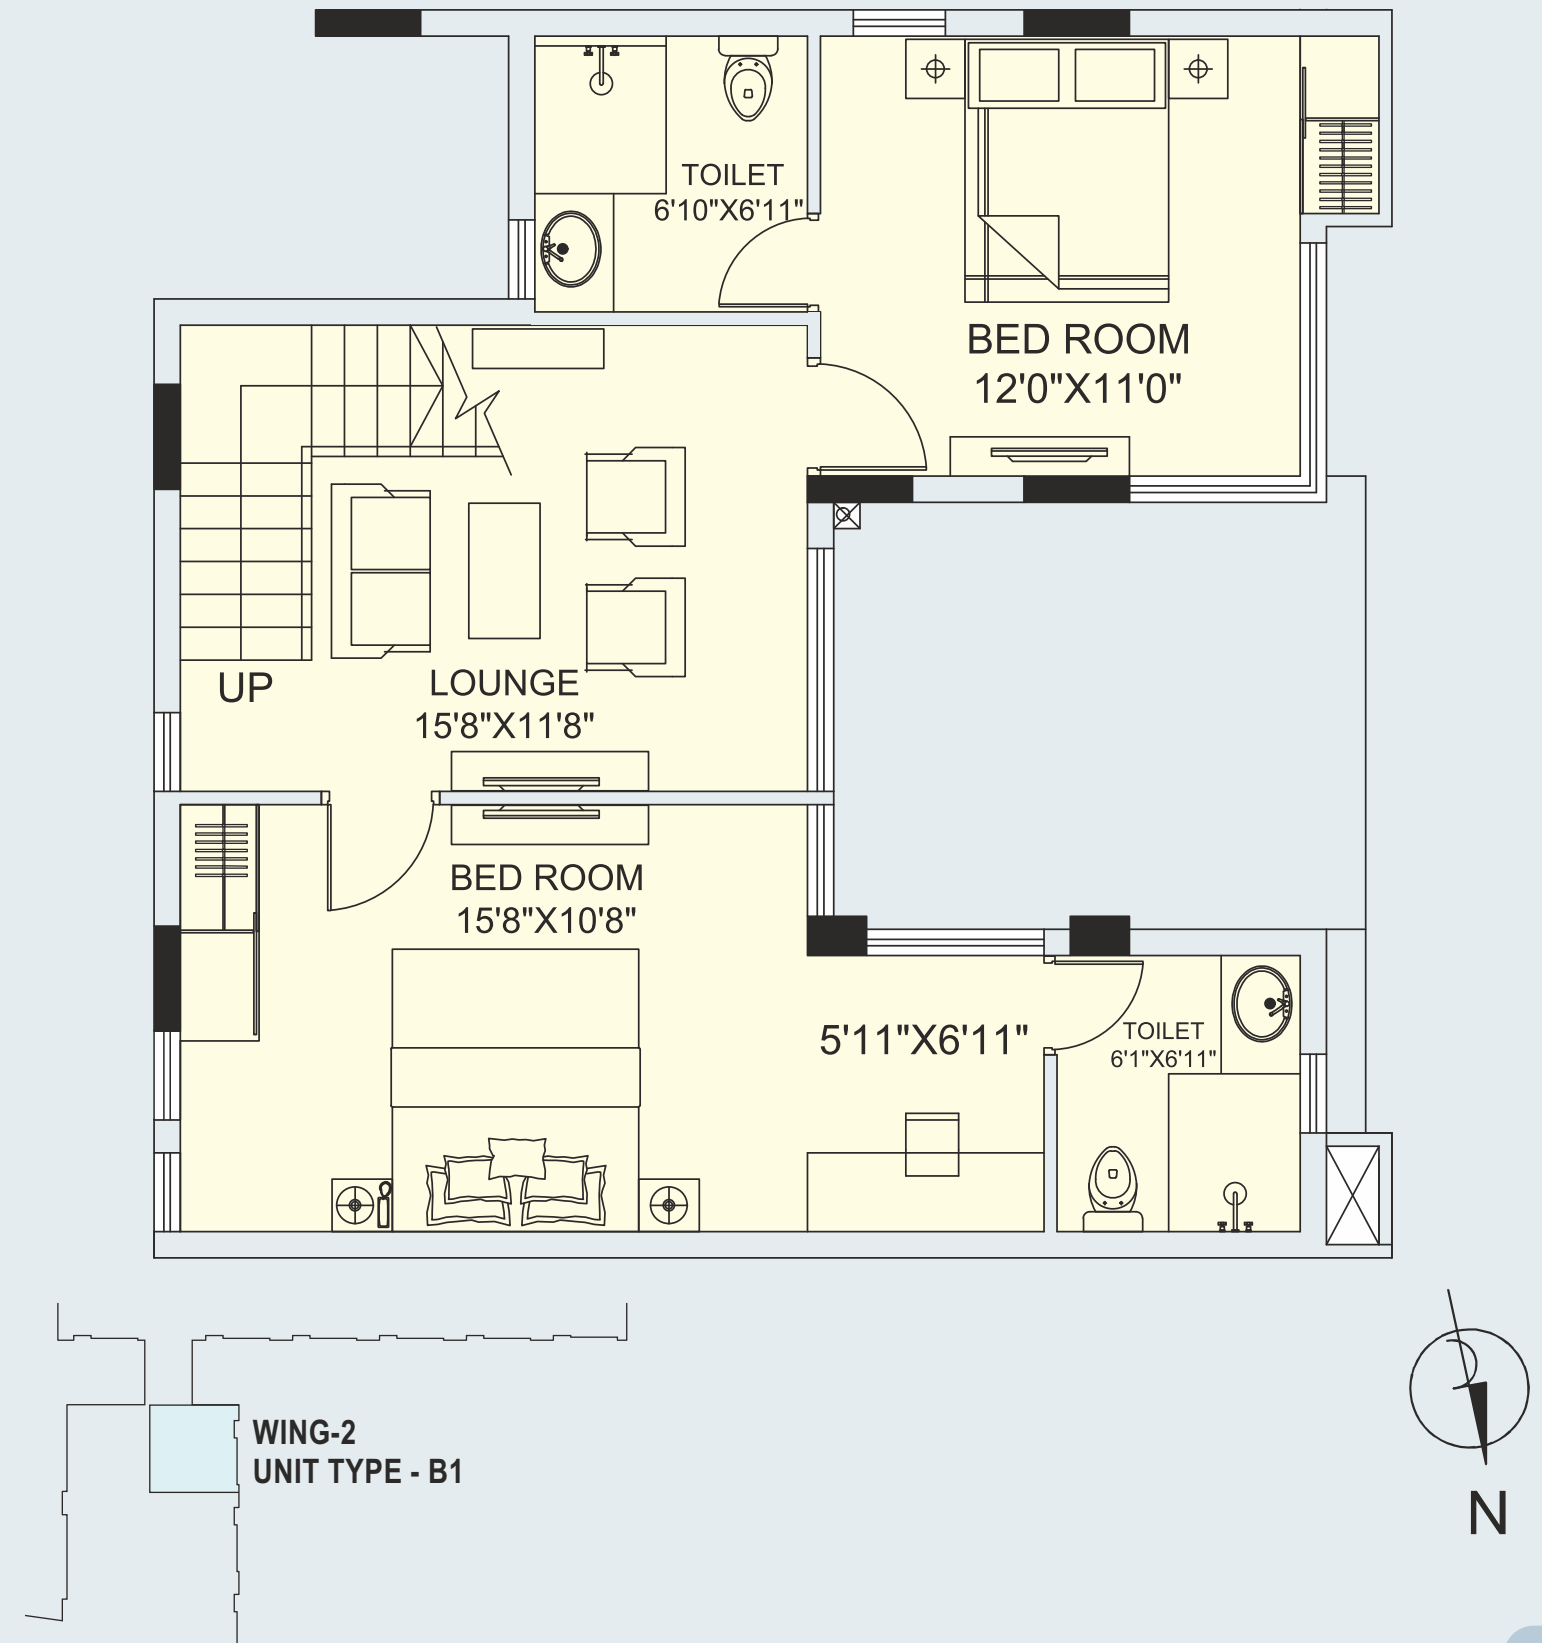 TOILET
6'10"X6'11"
BED ROOM
12'0"X11'0"
UP
LOUNGE
15'8"X11'8"
BED ROOM
15'8"X10'8"
5'11"X6'11"
TOILET
6'1"X6'11"
WING-2
UNIT TYPE - B1
N